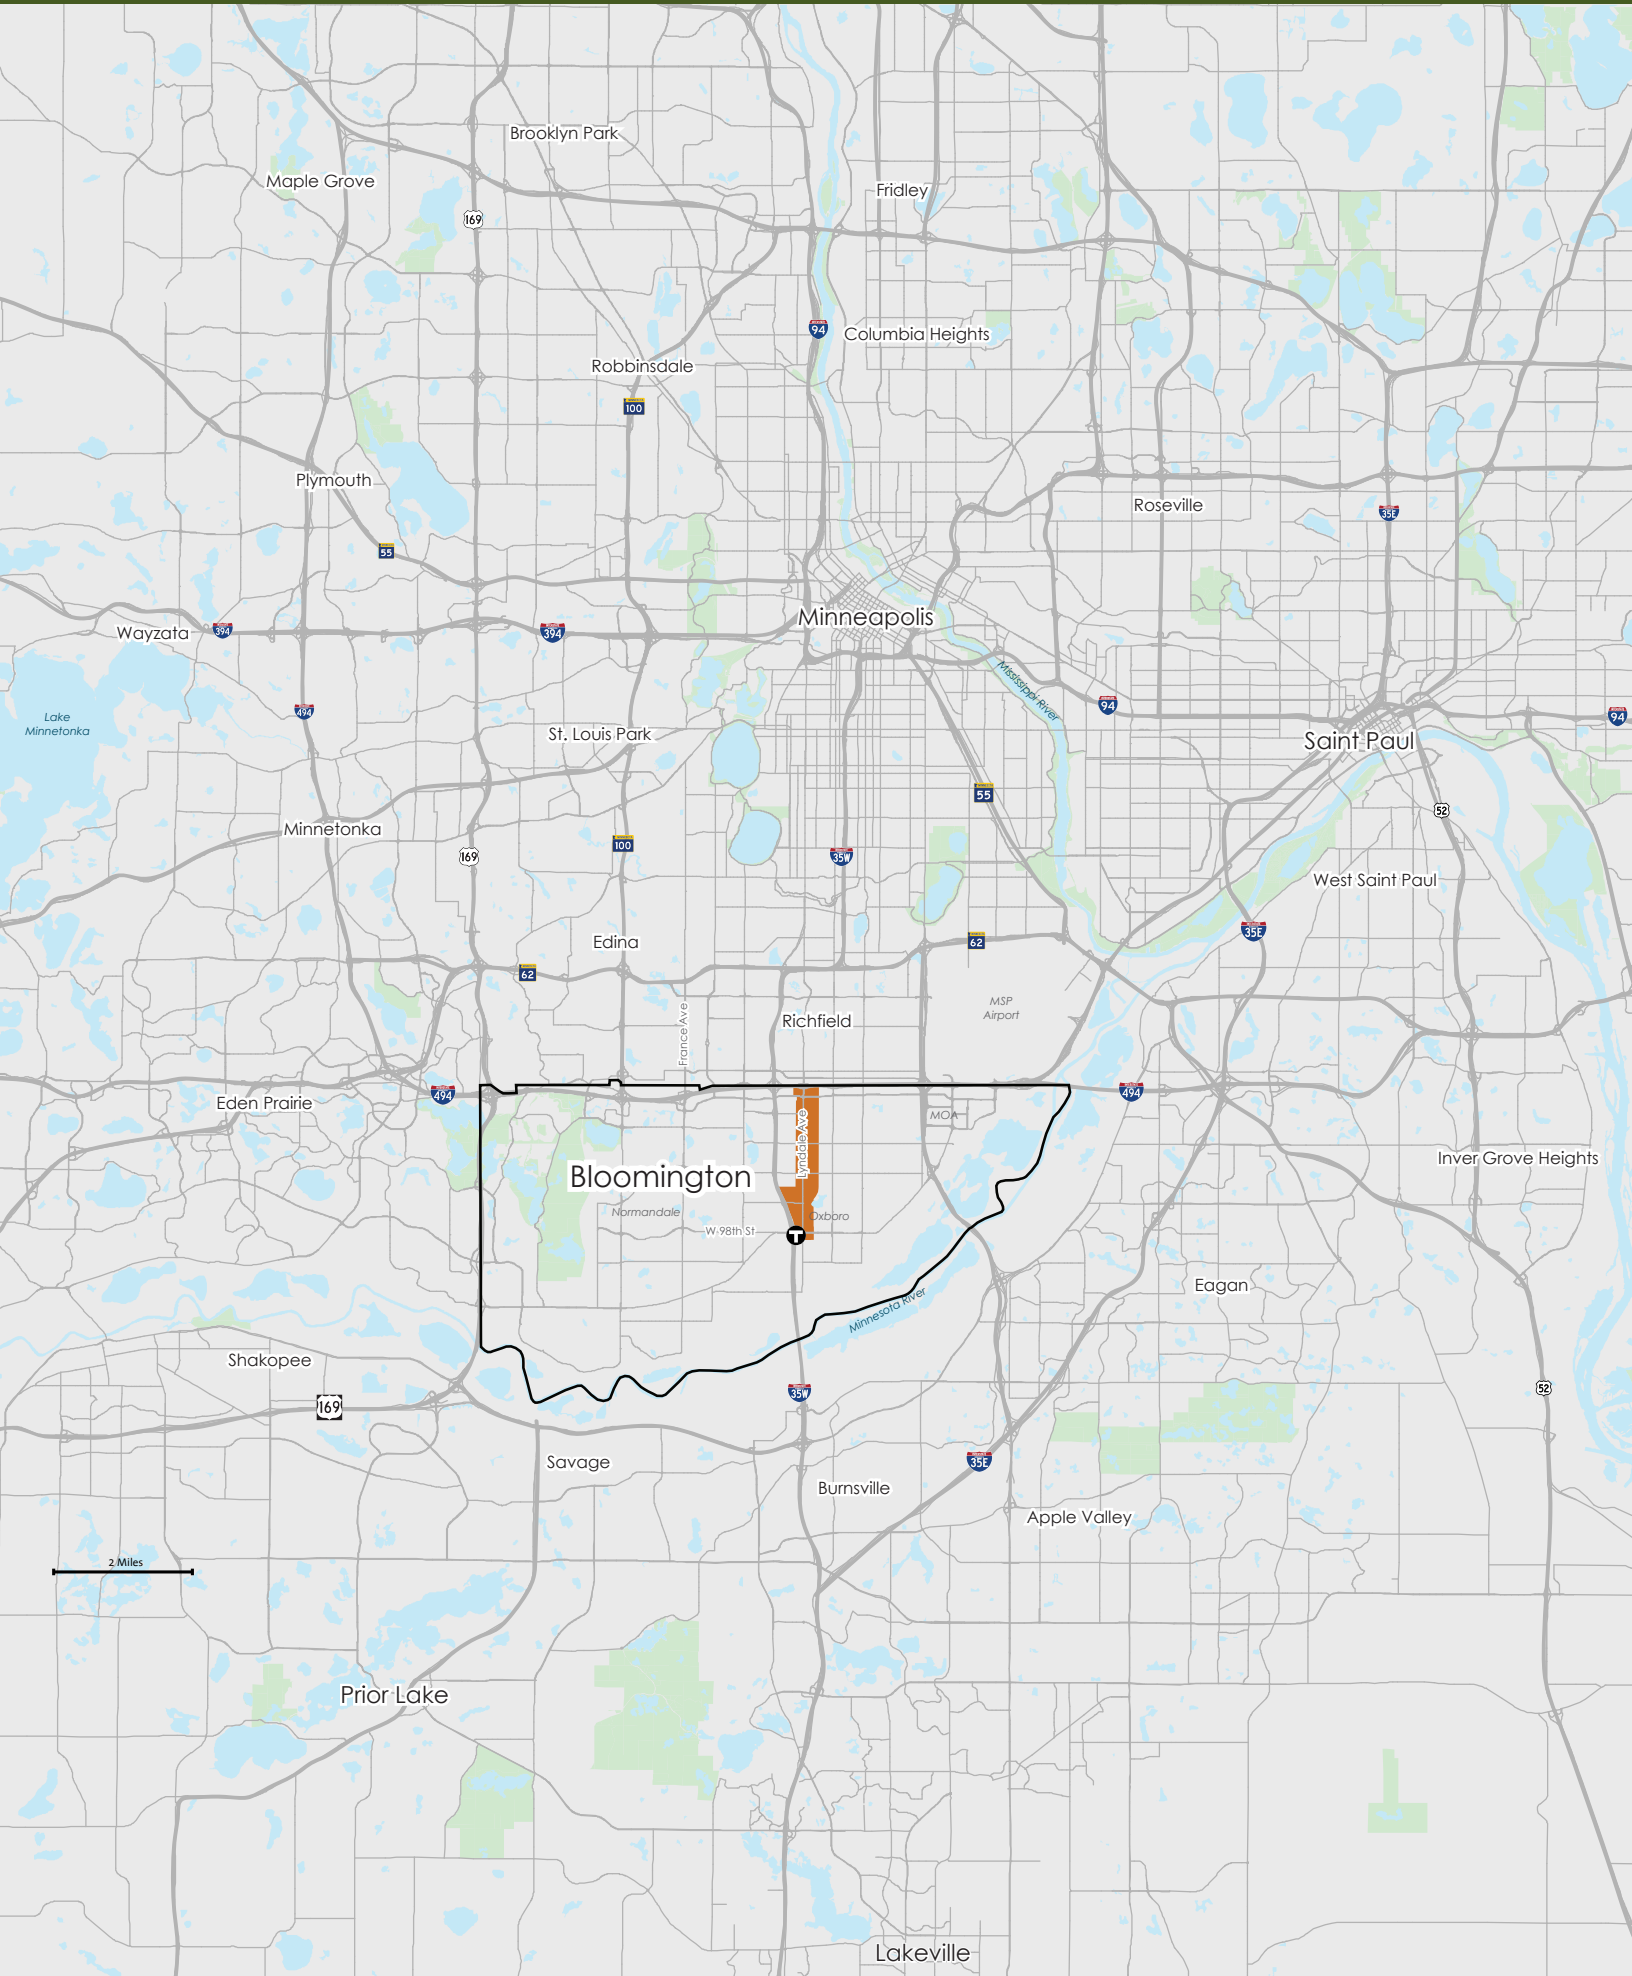 Brooklyn Park
Maple Grove
Fridley
169
94
Columbia Heights
Robbinsdale
100
Plymouth
Roseville
35E
55
Minneapolis
Wayzata
394
394
Mississippi River
494
94
94
Lake
Minnetonka
St. Louis Park
Saint Paul
55
52
Minnetonka
100
169
35W
West Saint Paul
35E
Edina
62
62
MSP
Airport
France Ave
Richfield
494
494
Eden Prairie
MOA
Lyndale Ave
Bloomington
Inver Grove Heights
Normandale
Oxboro
W 98th St
T
Eagan
Minnesota River
Shakopee
169
35W
52
Savage
35E
Burnsville
Apple Valley
2 Miles
Prior Lake
Lakeville